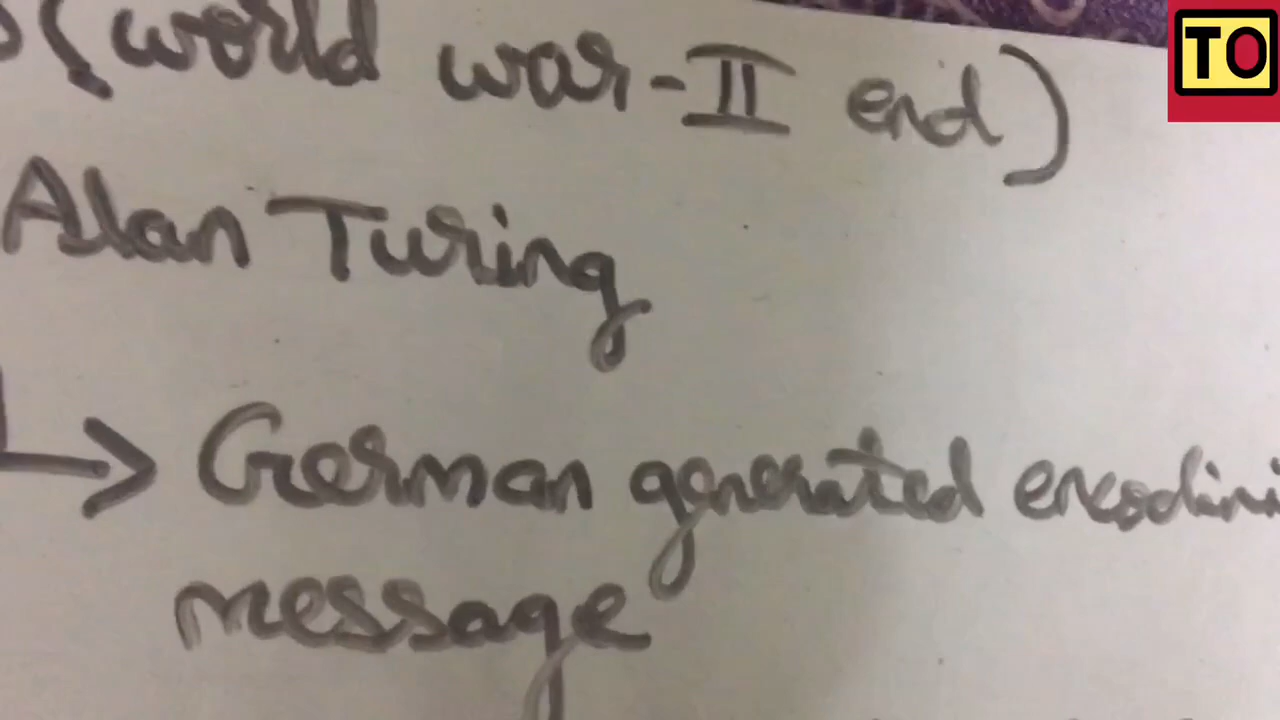 TO
(world war-II end)
Alan Turing
→ German generated
message